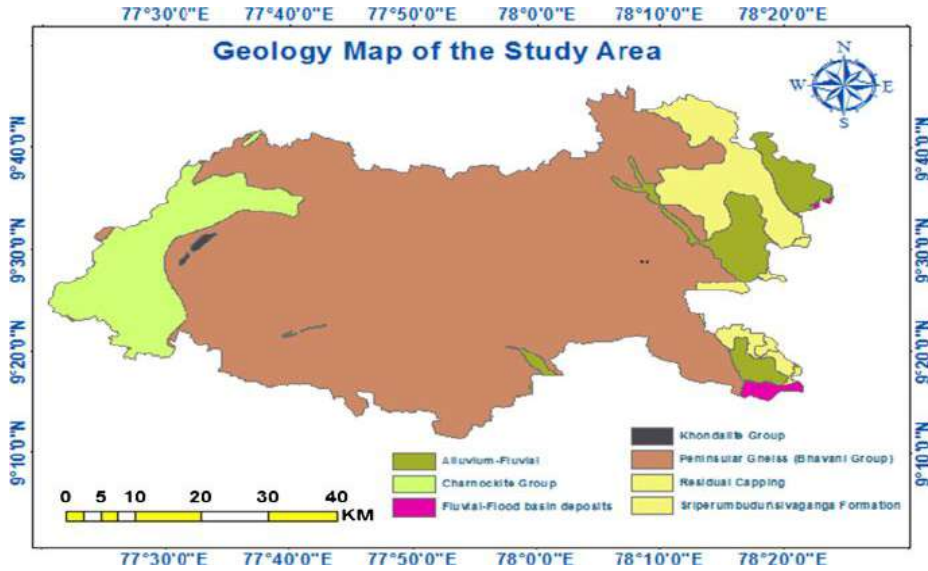 77°30'0"E 77°40'0"E 77°50'0"E 78°0'0"E 78°10'0"E 78°20'0"E
Geology Map of the Study Area
N
W E
S
9°40'0"N 9°40'0"N
9°30'0"N 9°30'0"N
9°20'0"N 9°20'0"N
9°10'0"N 9°10'0"N
Alluvium-Fluvial
Charnockite Group
Fluvial-Flood basin deposits
Khondalite Group
Peninsular Gneiss (Bhavani Group)
Residual Capping
Sriperumbudunsivaganga Formation
0 5 10 20 30 40
KM
77°30'0"E 77°40'0"E 77°50'0"E 78°0'0"E 78°10'0"E 78°20'0"E